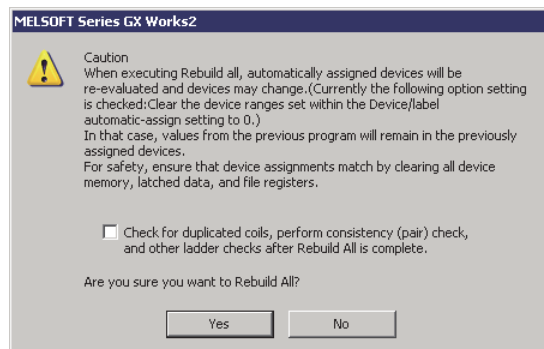 MELSOFT Series GX Works2
Caution
When executing Rebuild all, automatically assigned devices will be
re-evaluated and devices may change.(Currently the following option setting
is checked:Clear the device ranges set within the Device/label
automatic-assign setting to 0.)
In that case, values from the previous program will remain in the previously
assigned devices.
For safety, ensure that device assignments match by clearing all device
memory, latched data, and file registers.
Check for duplicated coils, perform consistency (pair) check,
and other ladder checks after Rebuild All is complete.
Are you sure you want to Rebuild All?
Yes
No